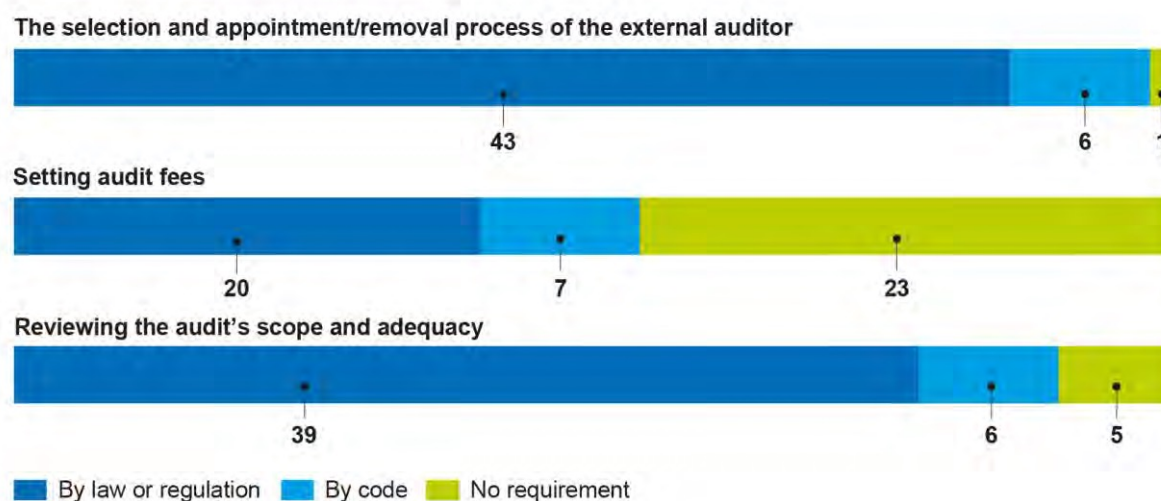 The selection and appointment/removal process of the external auditor
43 6 1
Setting audit fees
20 7 23
Reviewing the audit's scope and adequacy
39 6 5
By law or regulation By code No requirement